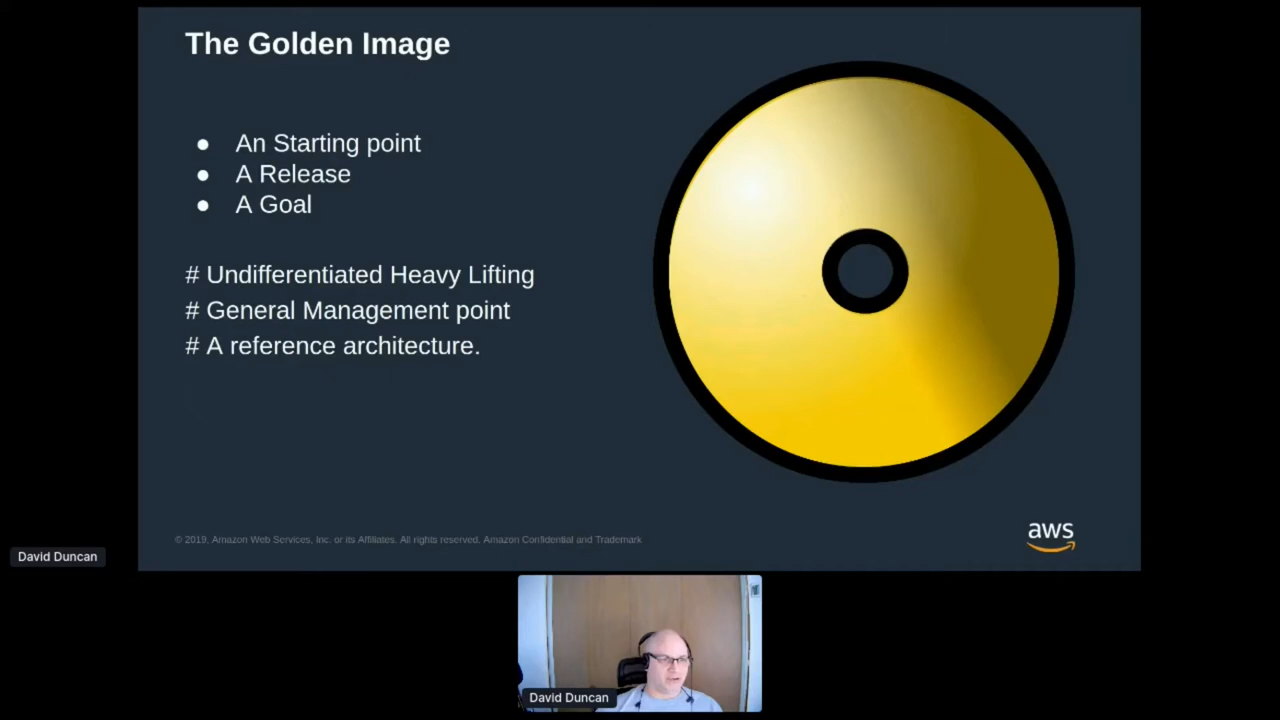 The Golden Image
● An Starting point
● A Release
● A Goal
# Undifferentiated Heavy Lifting
# General Management point
# A reference architecture.
© 2019, Amazon Web Services, Inc. or its Affiliates. All rights reserved. Amazon Confidential and Trademark
aws
David Duncan
David Duncan